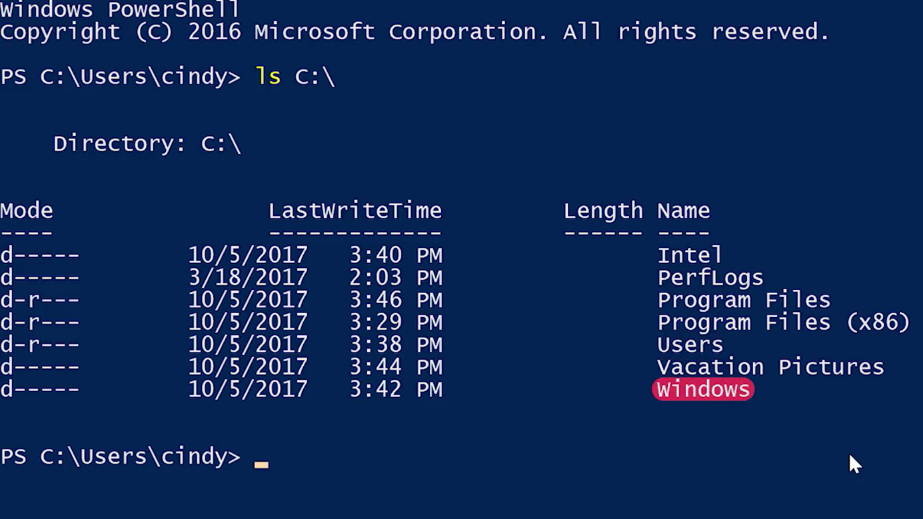 Windows PowerShell
Copyright (C) 2016 Microsoft Corporation. All rights reserved.
PS C:\Users\cindy> ls C:\
Directory: C:\
Mode LastWriteTime Length Name
---- ------------- ------ ----
d----- 10/5/2017 3:40 PM Intel
d----- 3/18/2017 2:03 PM PerfLogs
d-r--- 10/5/2017 3:46 PM Program Files
d-r--- 10/5/2017 3:29 PM Program Files (x86)
d-r--- 10/5/2017 3:38 PM Users
d----- 10/5/2017 3:44 PM Vacation Pictures
d----- 10/5/2017 3:42 PM Windows
PS C:\Users\cindy> _